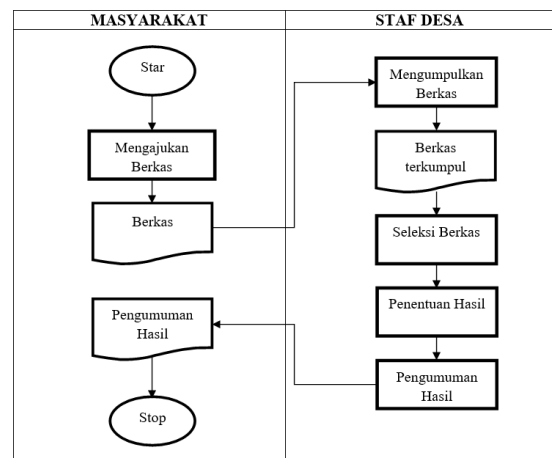 MASYARAKAT
STAF DESA
Star
Mengajukan
Berkas
Berkas
Mengumpulkan
Berkas
Berkas
terkumpul
Seleksi Berkas
Penentuan Hasil
Pengumuman
Hasil
Pengumuman
Hasil
Stop